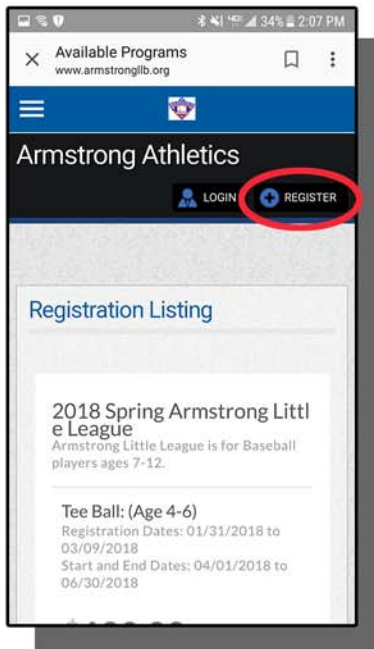 34% 2:07 PM
Available Programs
www.armstrongllb.org
Armstrong Athletics
LOGIN
REGISTER
Registration Listing
2018 Spring Armstrong Littl
e League
Armstrong Little League is for Baseball
players ages 7-12.
Tee Ball: (Age 4-6)
Registration Dates: 01/31/2018 to
03/09/2018
Start and End Dates: 04/01/2018 to
06/30/2018